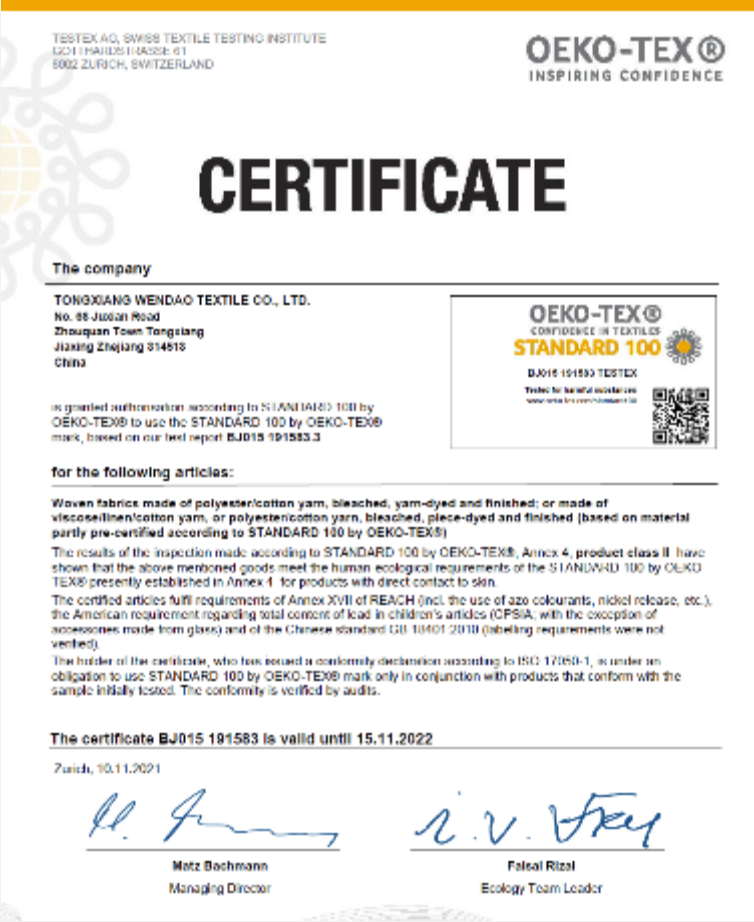 TESTEX AG, SWISS TEXTILE TESTING INSTITUTE
GOTTHARDSTRASSE 61
8002 ZURICH, SWITZERLAND
OEKO-TEX®
INSPIRING CONFIDENCE
CERTIFICATE
The company
TONGXIANG WENDAO TEXTILE CO., LTD.
No. Juxian Road
Zhouquan Town Tongxiang
Jiaxing Zhejiang 314513
China
OEKO-TEX®
CONFIDENCE IN TEXTILES
STANDARD 100
BJ015 191583 TESTEX
Tested for harmful substances
www.oeko-tex.com/standard100
is granted authorisation according to STANDARD 100 by
OEKO-TEX® to use the STANDARD 100 by OEKO-TEX®
mark, based on our test report BJ015 191583.3
for the following articles:
Woven fabrics made of polyester/cotton yarn, bleached, yarn-dyed and finished; or made of
viscose/linen/cotton yarn, or polyester/cotton yarn, bleached, piece-dyed and finished (based on material
partly pre-certified according to STANDARD 100 by OEKO-TEX®)
The results of the inspection made according to STANDARD 100 by OEKO-TEX®, Annex 4, product class II have
shown that the above mentioned goods meet the human ecological requirements of the STANDARD 100 by OEKO-
TEX® presently established in Annex 4 for products with direct contact to skin.
The certified articles fulfil requirements of Annex XVII of REACH (incl. the use of azo colourants, nickel release, etc.),
the American requirement regarding total content of lead in children's articles (CPSIA; with the exception of
accessories made from glass) and of the Chinese standard GB 18401:2010 (labelling requirements were not
verified).
The holder of the certificate, who has issued a conformity declaration according to ISO 17050-1, is under an
obligation to use STANDARD 100 by OEKO-TEX® mark only in conjunction with products that conform with the
sample initially tested. The conformity is verified by audits.
The certificate BJ015 191583 is valid until 15.11.2022
Zurich, 10.11.2021
Matz Bachmann
Managing Director
i.V.
Faisal Rizal
Ecology Team Leader